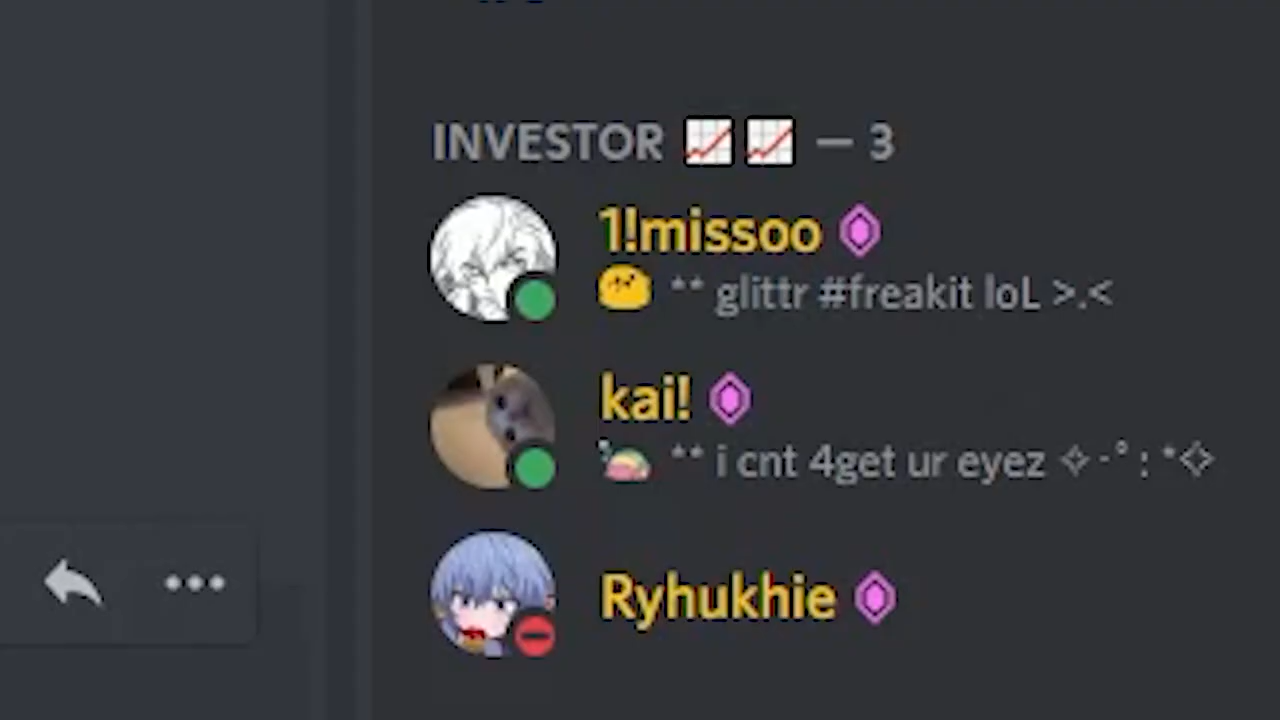 INVESTOR 📈 📈 — 3
1!missoo
** glittr #freakit loL >.<
kai!
** i cnt 4get ur eyez ✧･ﾟ: *✧
Ryhukhie